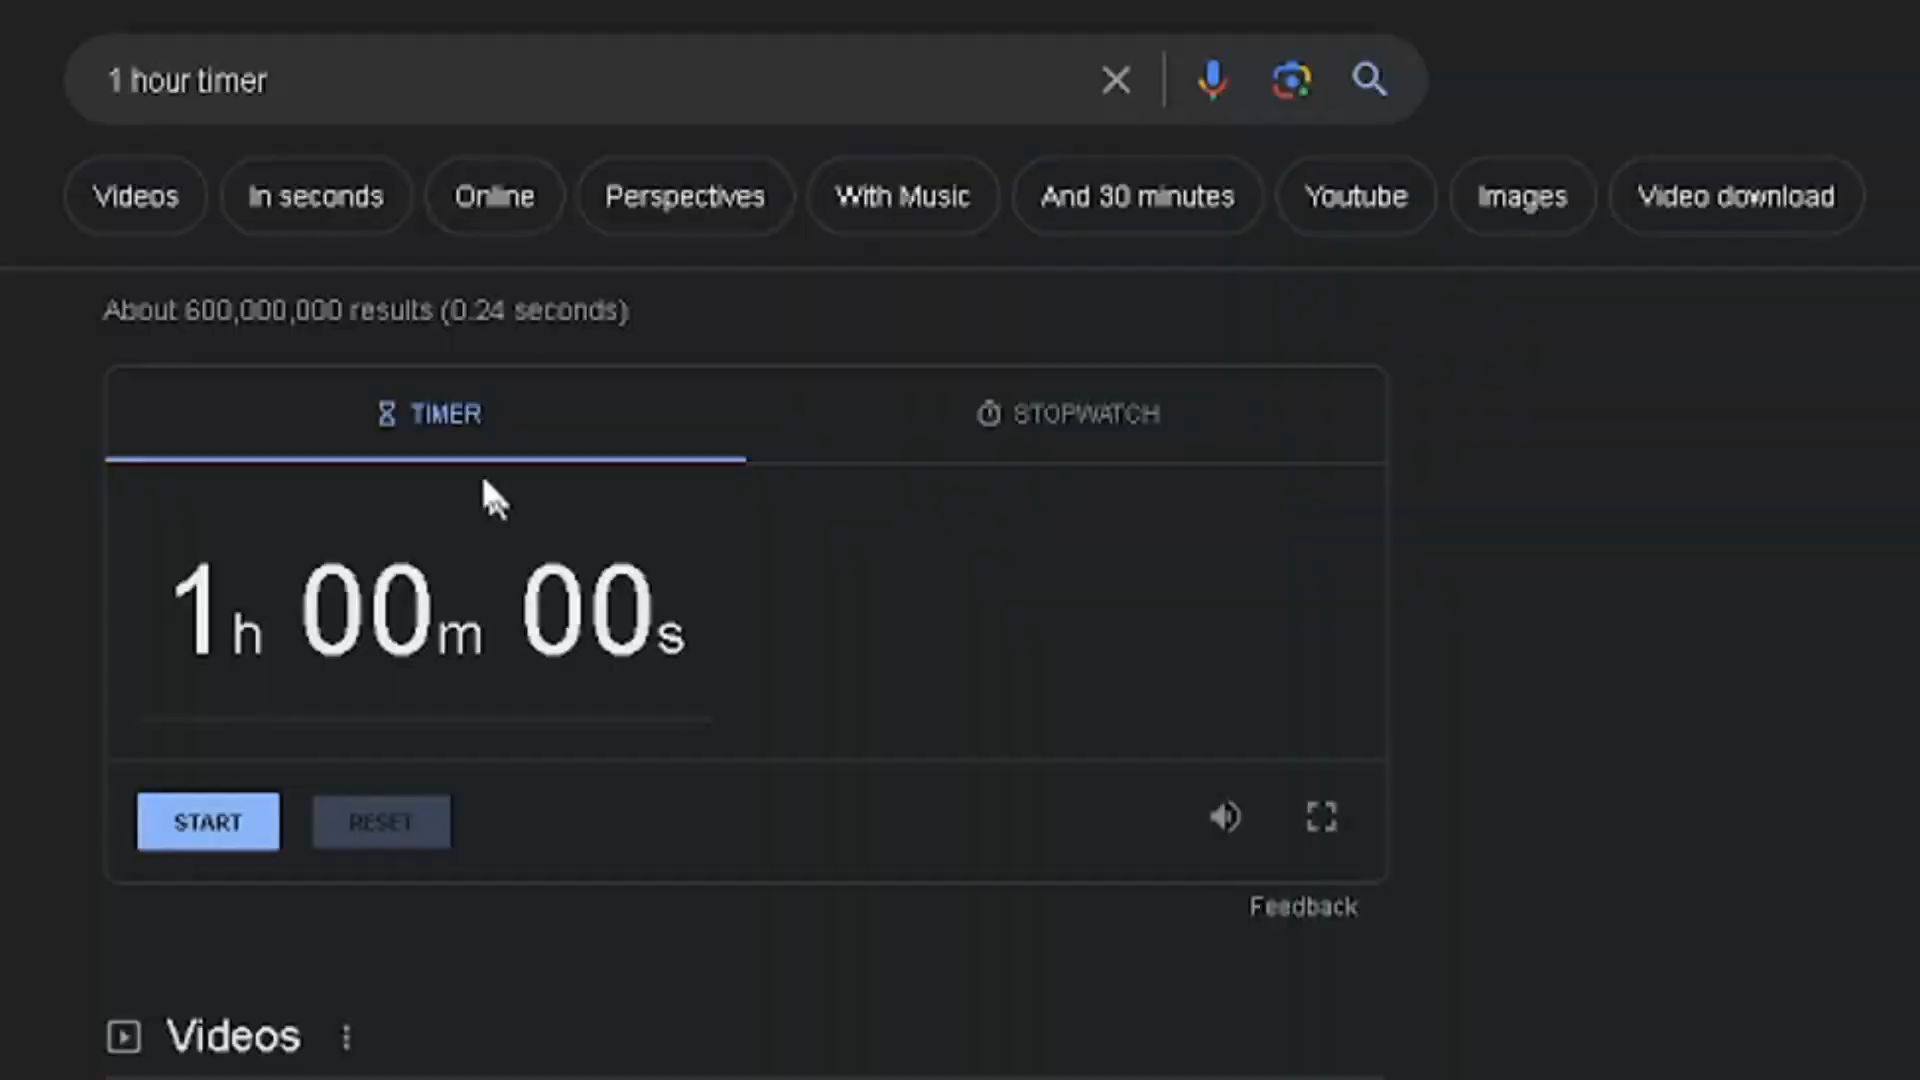 1 hour timer
Videos In seconds Online Perspectives With Music And 30 minutes Youtube Images Video download
About 600,000,000 results (0.24 seconds)
TIMER STOPWATCH
1h 00m 00s
START RESET
Feedback
Videos